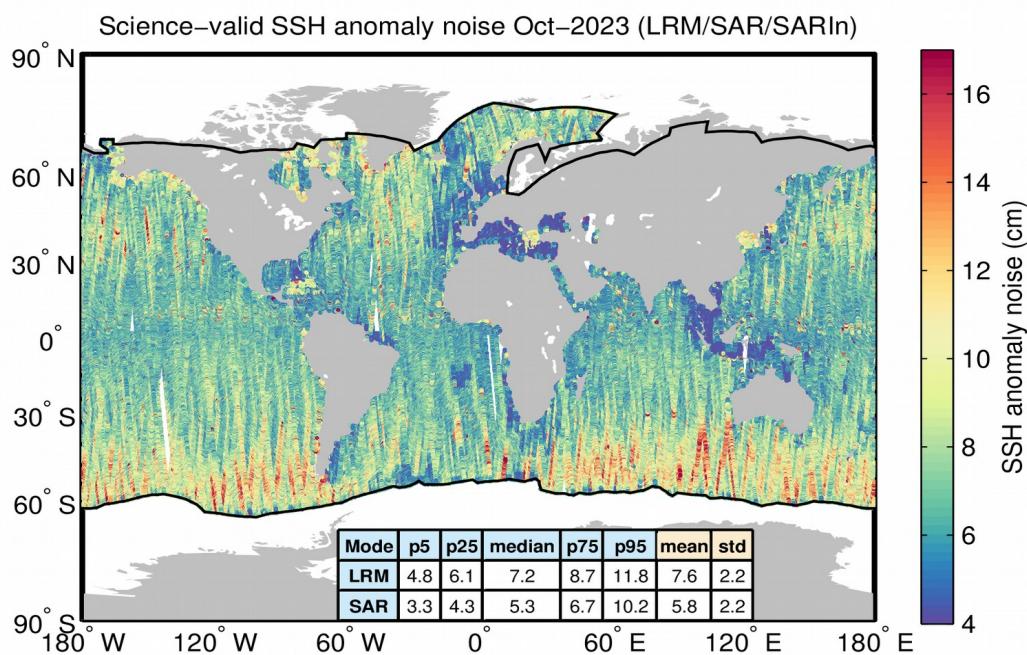 Science−valid SSH anomaly noise Oct−2023 (LRM/SAR/SARIn)
90° N
60° N
30° N
0°
30° S
60° S
90° S
180° W
120° W
60° W
0°
60° E
120° E
180° E
Mode p5 p25 median p75 p95 mean std
LRM 4.8 6.1 7.2 8.7 11.8 7.6 2.2
SAR 3.3 4.3 5.3 6.7 10.2 5.8 2.2
16
14
12
10
8
6
4
SSH anomaly noise (cm)